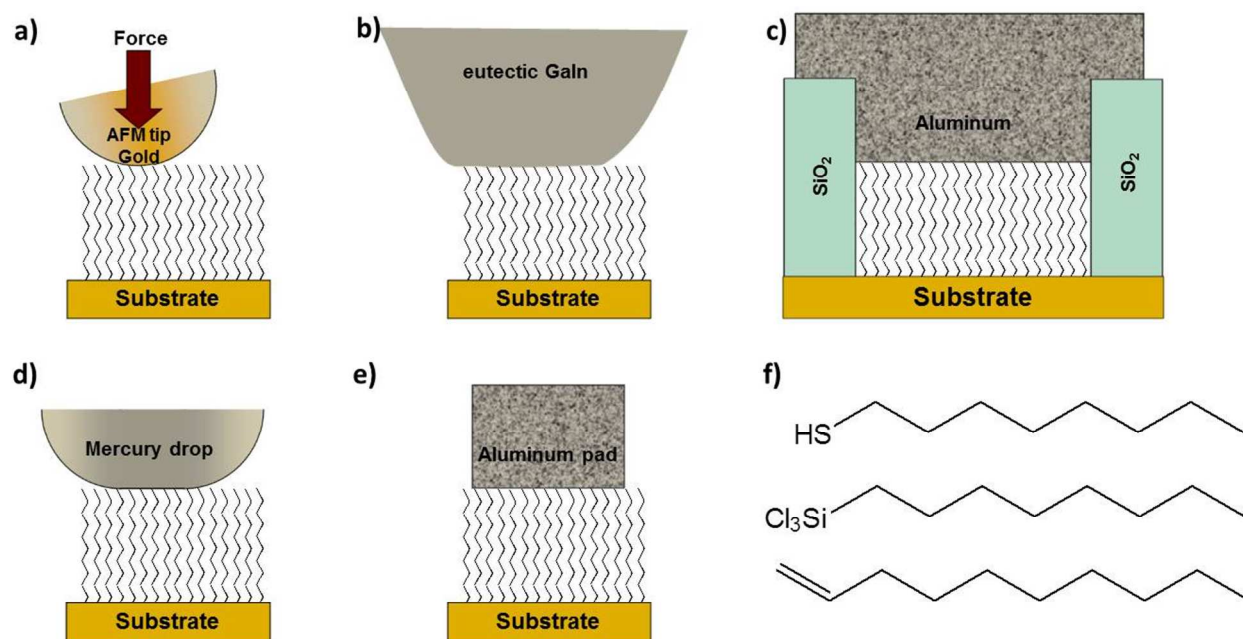 a)
Force
AFM tip
Gold
Substrate
b)
eutectic GaIn
Substrate
c)
Aluminum
SiO₂
SiO₂
Substrate
d)
Mercury drop
Substrate
e)
Aluminum pad
Substrate
f)
HS
Cl₃Si